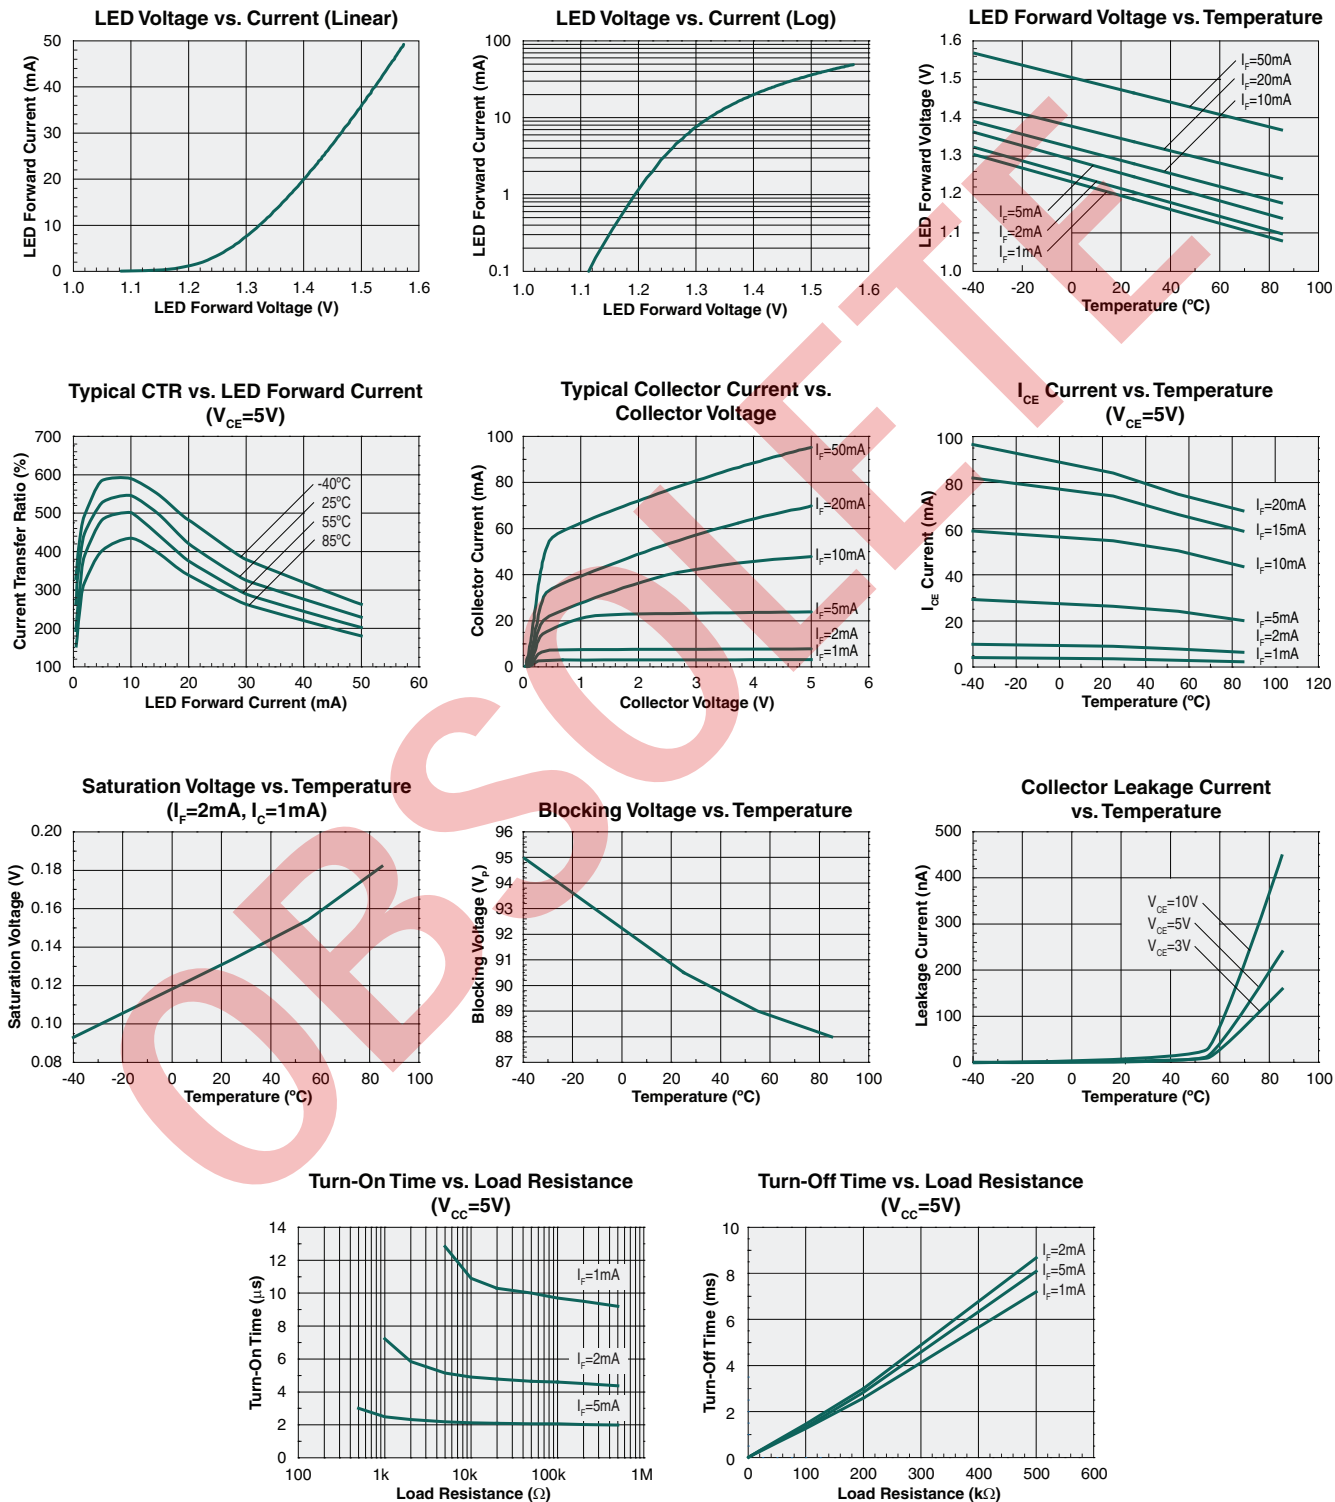 LED Voltage vs. Current (Linear)
LED Forward Current (mA)
50
40
30
20
10
0
1.0 1.1 1.2 1.3 1.4 1.5 1.6
LED Forward Voltage (V)
LED Voltage vs. Current (Log)
LED Forward Current (mA)
100
10
1
0.1
1.0 1.1 1.2 1.3 1.4 1.5 1.6
LED Forward Voltage (V)
LED Forward Voltage vs. Temperature
LED Forward Voltage (V)
1.6
1.5
1.4
1.3
1.2
1.1
1.0
IF=50mA
IF=20mA
IF=10mA
IF=5mA
IF=2mA
IF=1mA
-40 -20 0 20 40 60 80 100
Temperature (ºC)
Typical CTR vs. LED Forward Current
(VCE=5V)
Current Transfer Ratio (%)
700
600
500
400
300
200
100
-40ºC
25ºC
55ºC
85ºC
0 10 20 30 40 50 60
LED Forward Current (mA)
Typical Collector Current vs.
Collector Voltage
Collector Current (mA)
100
80
60
40
20
0
IF=50mA
IF=20mA
IF=10mA
IF=5mA
IF=2mA
IF=1mA
0 1 2 3 4 5 6
Collector Voltage (V)
ICE Current vs. Temperature
(VCE=5V)
ICE Current (mA)
100
80
60
40
20
0
IF=20mA
IF=15mA
IF=10mA
IF=5mA
IF=2mA
IF=1mA
-40 -20 0 20 40 60 80 100 120
Temperature (ºC)
Saturation Voltage vs. Temperature
(IF=2mA, IC=1mA)
Saturation Voltage (V)
0.20
0.18
0.16
0.14
0.12
0.10
0.08
-40 -20 0 20 40 60 80 100
Temperature (ºC)
Blocking Voltage vs. Temperature
Blocking Voltage (VP)
96
95
94
93
92
91
90
89
88
87
-40 -20 0 20 40 60 80 100
Temperature (ºC)
Collector Leakage Current
vs. Temperature
Leakage Current (nA)
500
400
300
200
100
0
VCE=10V
VCE=5V
VCE=3V
-40 -20 0 20 40 60 80 100
Temperature (ºC)
Turn-On Time vs. Load Resistance
(VCC=5V)
Turn-On Time (μs)
14
12
10
8
6
4
2
0
IF=1mA
IF=2mA
IF=5mA
100 1k 10k 100k 1M
Load Resistance (Ω)
Turn-Off Time vs. Load Resistance
(VCC=5V)
Turn-Off Time (ms)
10
8
6
4
2
0
IF=2mA
IF=5mA
IF=1mA
0 100 200 300 400 500 600
Load Resistance (kΩ)
OBSOLETE